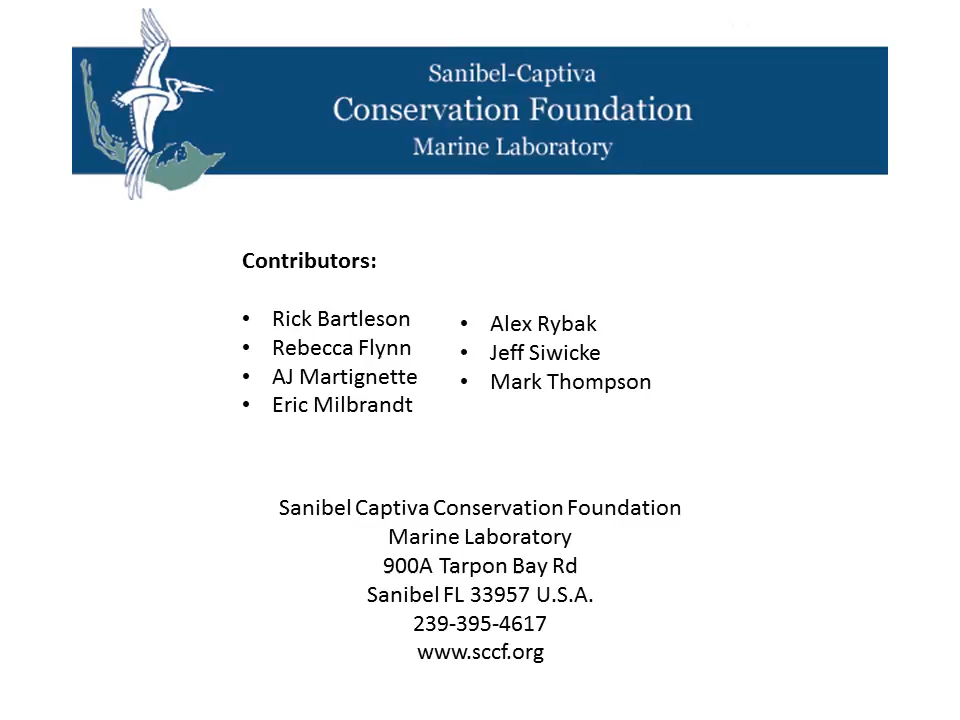 Sanibel-Captiva
Conservation Foundation
Marine Laboratory
Contributors:
• Rick Bartleson
• Rebecca Flynn
• AJ Martignette
• Eric Milbrandt
• Alex Rybak
• Jeff Siwicke
• Mark Thompson
Sanibel Captiva Conservation Foundation
Marine Laboratory
900A Tarpon Bay Rd
Sanibel FL 33957 U.S.A.
239-395-4617
www.sccf.org